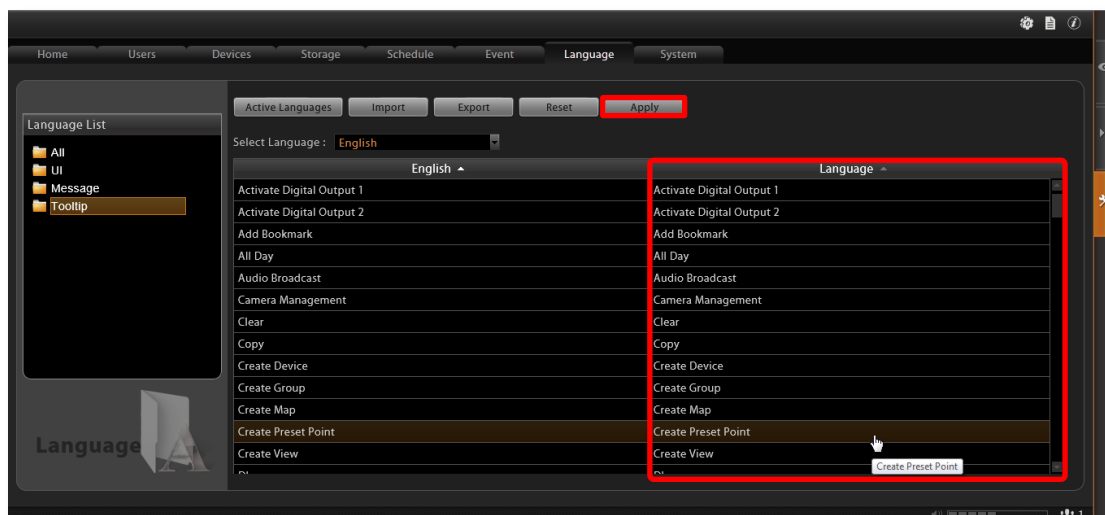 Home Users Devices Storage Schedule Event Language System
Active Languages Import Export Reset Apply
Language List
Select Language : English
All
UI
Message
Tooltip
English Language
Activate Digital Output 1 Activate Digital Output 1
Activate Digital Output 2 Activate Digital Output 2
Add Bookmark Add Bookmark
All Day All Day
Audio Broadcast Audio Broadcast
Camera Management Camera Management
Clear Clear
Copy Copy
Create Device Create Device
Create Group Create Group
Create Map Create Map
Create Preset Point Create Preset Point
Create View Create View
Create Preset Point
Language
1